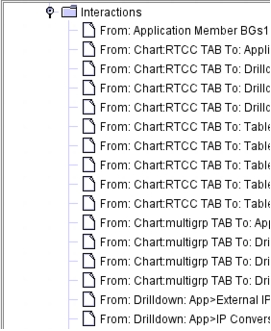 Interactions
From: Application Member BGs1
From: Chart:RTCC TAB To: Appli
From: Chart:RTCC TAB To: Drilld
From: Chart:RTCC TAB To: Drilld
From: Chart:RTCC TAB To: Drilld
From: Chart:RTCC TAB To: Table
From: Chart:RTCC TAB To: Table
From: Chart:RTCC TAB To: Table
From: Chart:RTCC TAB To: Table
From: Chart:RTCC TAB To: Table
From: Chart:multigrp TAB To: App
From: Chart:multigrp TAB To: Dri
From: Chart:multigrp TAB To: Dri
From: Chart:multigrp TAB To: Dri
From: Drilldown: App>External IP
From: Drilldown: App>IP Convers